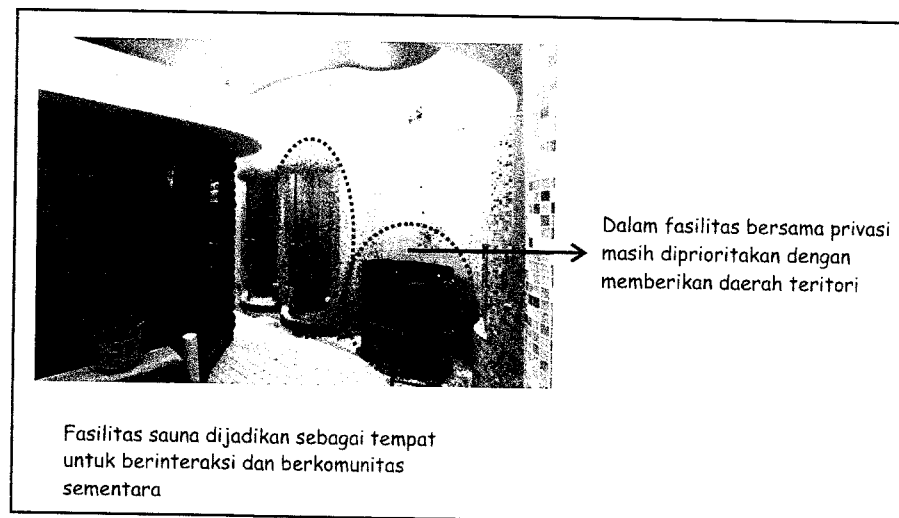 Dalam fasilitas bersama privasi
masih diprioritakan dengan
memberikan daerah teritori
Fasilitas sauna dijadikan sebagai tempat
untuk berinteraksi dan berkomunitas
sementara